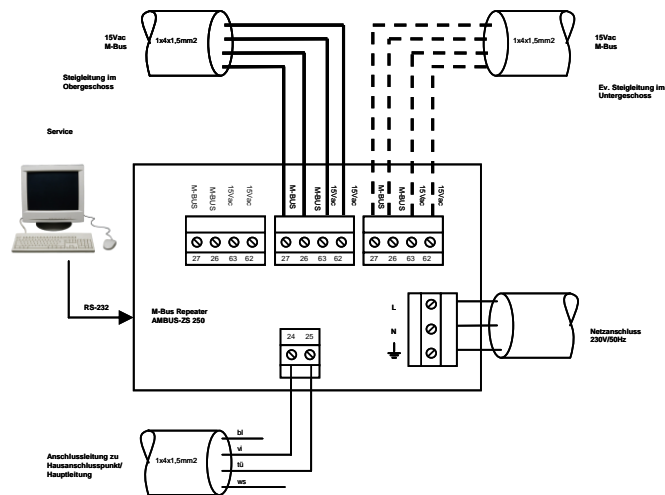 15Vac
M-Bus
1x4x1,5mm2
1x4x1,5mm2
15Vac
M-Bus
Steigleitung im
Obergeschoss
Ev. Steigleitung im
Untergeschoss
Service
M-BUS M-BUS 15Vac 15Vac
M-BUS M-BUS 15Vac 15Vac
M-BUS M-BUS 15Vac 15Vac
27 26 63 62
27 26 63 62
27 26 63 62
RS-232
M-Bus Repeater
AMBUS-ZS 250
L
N
Netzanschluss
230V/50Hz
24 25
Anschlussleitung zu
Hausanschlusspunkt/
Hauptleitung
1x4x1,5mm2
bl
vi
tü
ws